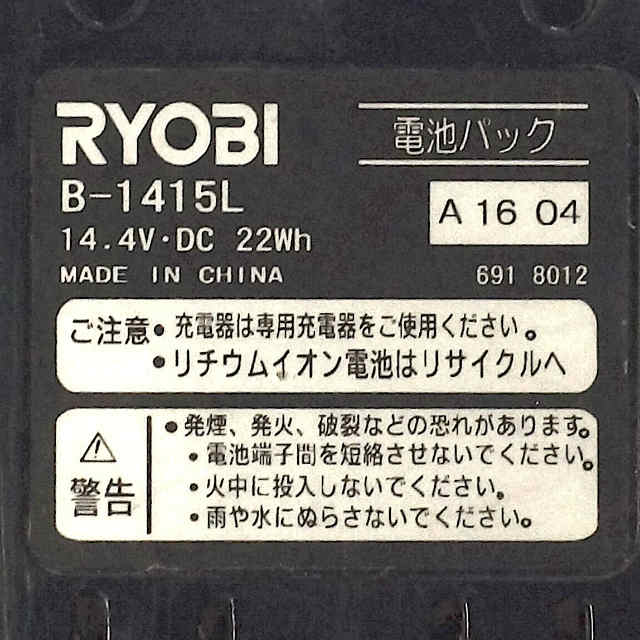 RYOBI
電池パック
B-1415L
A 16 04
14.4V·DC 22Wh
MADE IN CHINA
691 8012
ご注意
●充電器は専用充電器をご使用ください。
●リチウムイオン電池はリサイクルへ
警告
●発煙、発火、破裂などの恐れがあります。
・電池端子間を短絡させないでください。
・火中に投入しないでください。
・雨や水にぬらさないでください。